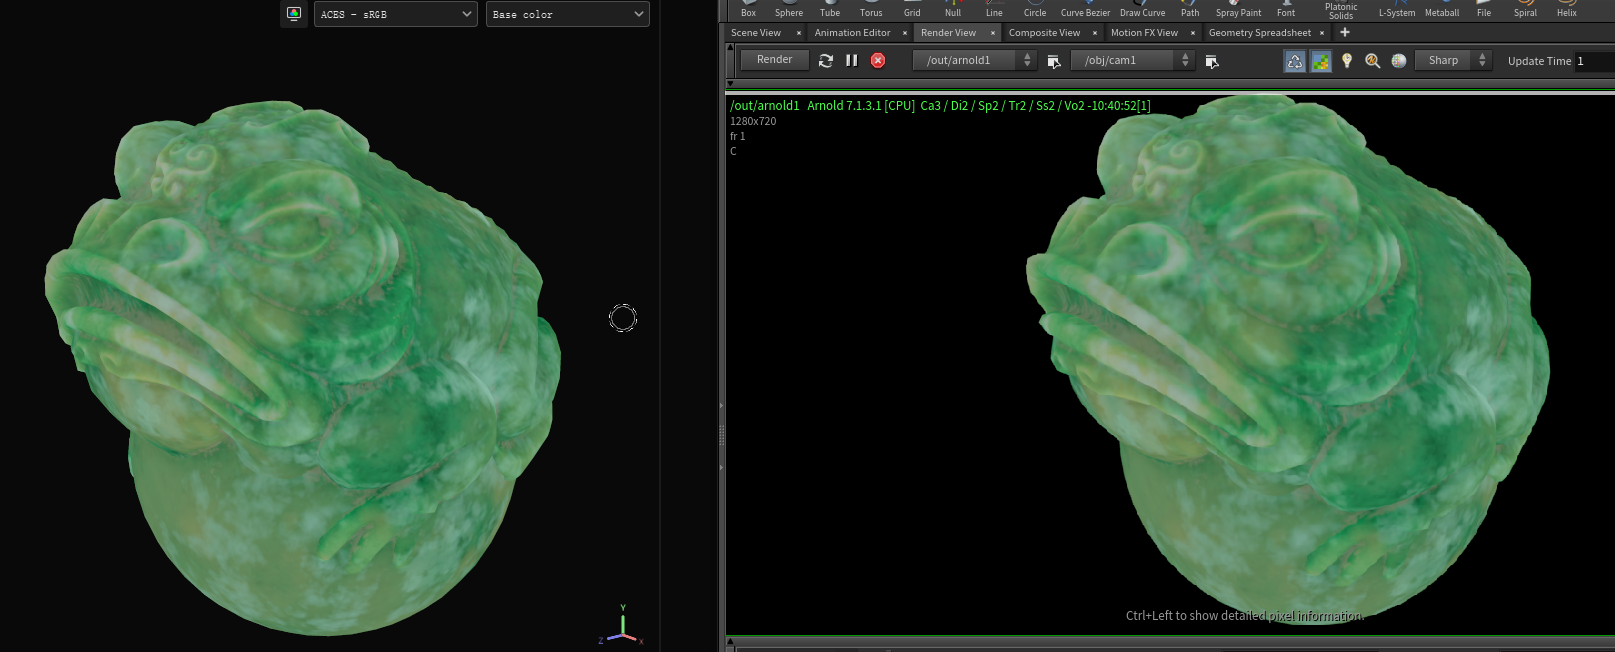 ACES - sRGB
Base color
Y
Z
X
Box Sphere Tube Torus Grid Null Line Circle Curve Bezier Draw Curve Path Spray Paint Font Platonic Solids L-System Metaball File Spiral Helix
Scene View × Animation Editor × Render View × Composite View × Motion FX View × Geometry Spreadsheet × +
Render /out/arnold1 /obj/cam1 Sharp Update Time 1
/out/arnold1 Arnold 7.1.3.1 [CPU] Ca3 / Di2 / Sp2 / Tr2 / Ss2 / Vo2 -10:40:52[1]
1280x720
fr 1
C
Ctrl+Left to show detailed pixel information.